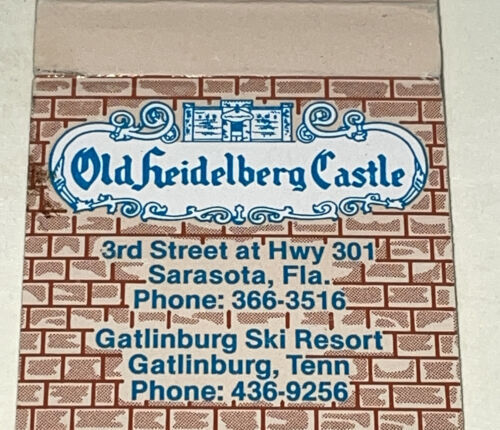 Old Heidelberg Castle
3rd Street at Hwy 301
Sarasota, Fla.
Phone: 366-3516
Gatlinburg Ski Resort
Gatlinburg, Tenn
Phone: 436-9256